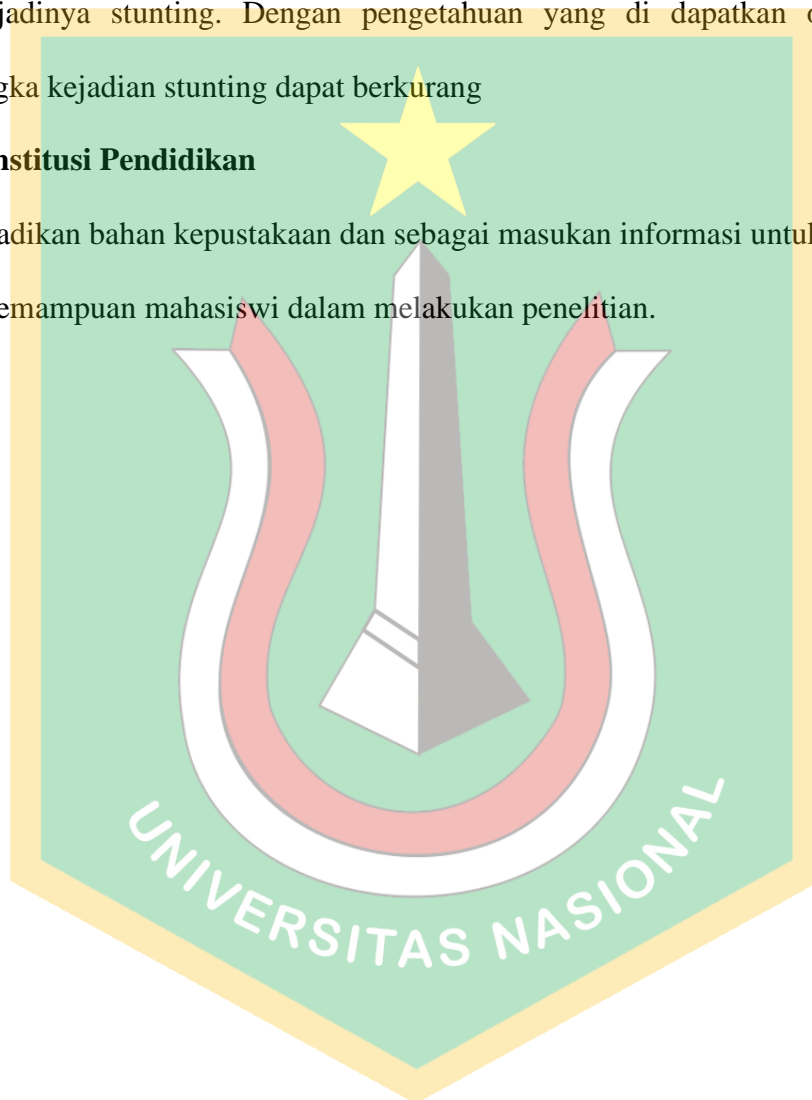 jadinya stunting. Dengan pengetahuan yang di dapatkan
gka kejadian stunting dapat berkurang
nstitusi Pendidikan
adikan bahan kepustakaan dan sebagai masukan informasi untuk
emampuan mahasiswi dalam melakukan penelitian.
UNIVERSITAS NASIONAL